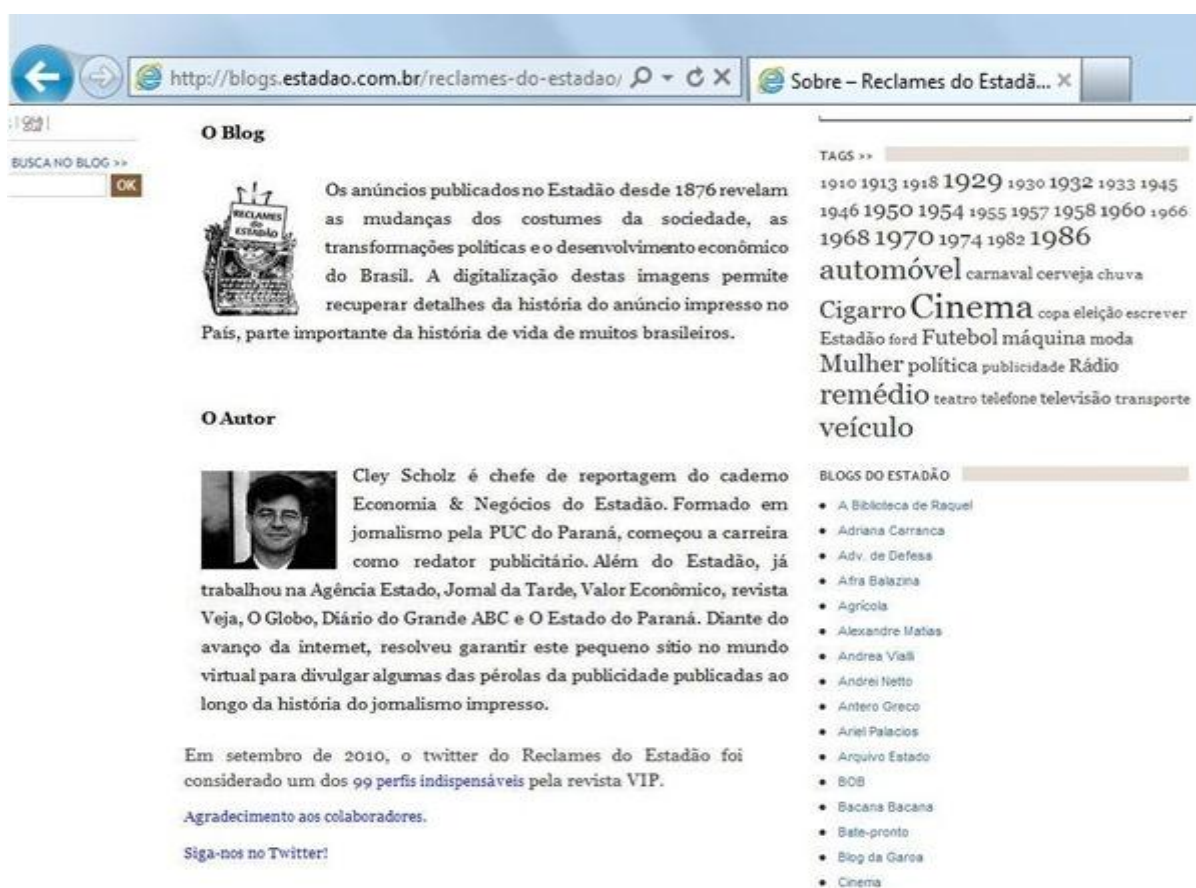 http://blogs.estadao.com.br/reclames-do-estadao/
Sobre – Reclames do Estadã...
BUSCA NO BLOG >>
OK
O Blog
RECLAMES
do
ESTADÃO
Os anúncios publicados no Estadão desde 1876 revelam
as mudanças dos costumes da sociedade, as
transformações políticas e o desenvolvimento econômico
do Brasil. A digitalização destas imagens permite
recuperar detalhes da história do anúncio impresso no
País, parte importante da história de vida de muitos brasileiros.
O Autor
Cley Scholz é chefe de reportagem do caderno
Economia & Negócios do Estadão. Formado em
jornalismo pela PUC do Paraná, começou a carreira
como redator publicitário. Além do Estadão, já
trabalhou na Agência Estado, Jornal da Tarde, Valor Econômico, revista
Veja, O Globo, Diário do Grande ABC e O Estado do Paraná. Diante do
avanço da internet, resolveu garantir este pequeno sítio no mundo
virtual para divulgar algumas das pérolas da publicidade publicadas ao
longo da história do jornalismo impresso.
Em setembro de 2010, o twitter do Reclames do Estadão foi
considerado um dos 99 perfis indispensáveis pela revista VIP.
Agradecimento aos colaboradores.
Siga-nos no Twitter!
TAGS >>
1910 1913 1918 1929 1930 1932 1933 1945
1946 1950 1954 1955 1957 1958 1960 1966
1968 1970 1974 1982 1986
automóvel carnaval cerveja chuva
Cigarro Cinema copa eleição escrever
Estadão ford Futebol máquina moda
Mulher política publicidade Rádio
remédio teatro telefone televisão transporte
veículo
BLOGS DO ESTADÃO
A Biblioteca de Raquel
Adriana Carranca
Adv. de Defesa
Afra Balazina
Agrícola
Alexandre Matias
Andrea Vialli
Andrei Netto
Antero Greco
Ariel Palacios
Arquivo Estado
BOB
Bacana Bacana
Bate-pronto
Blog da Garoa
Cinema